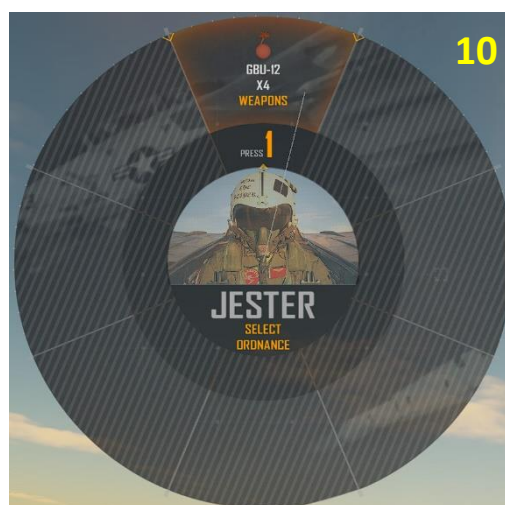 10
GBU-12
X4
WEAPONS
PRESS 1
JESTER
SELECT
ORDNANCE